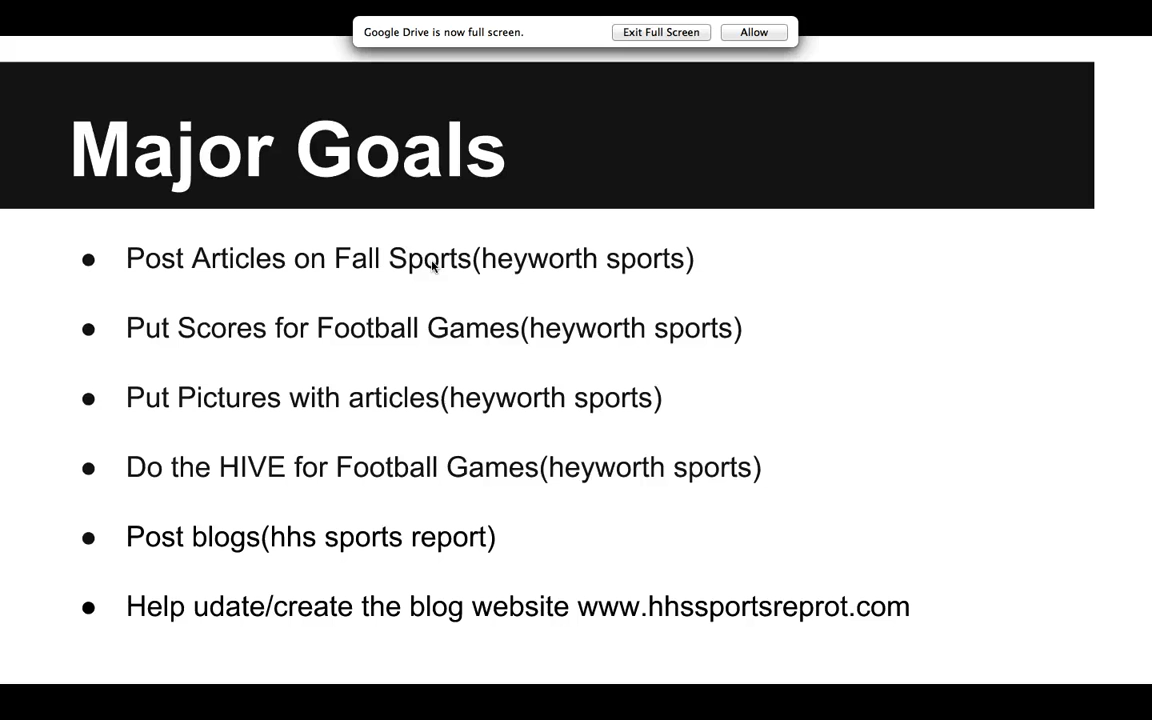 Google Drive is now full screen. Exit Full Screen Allow
Major Goals
● Post Articles on Fall Sports(heyworth sports)
● Put Scores for Football Games(heyworth sports)
● Put Pictures with articles(heyworth sports)
● Do the HIVE for Football Games(heyworth sports)
● Post blogs(hhs sports report)
● Help udate/create the blog website www.hhssportsreprot.com